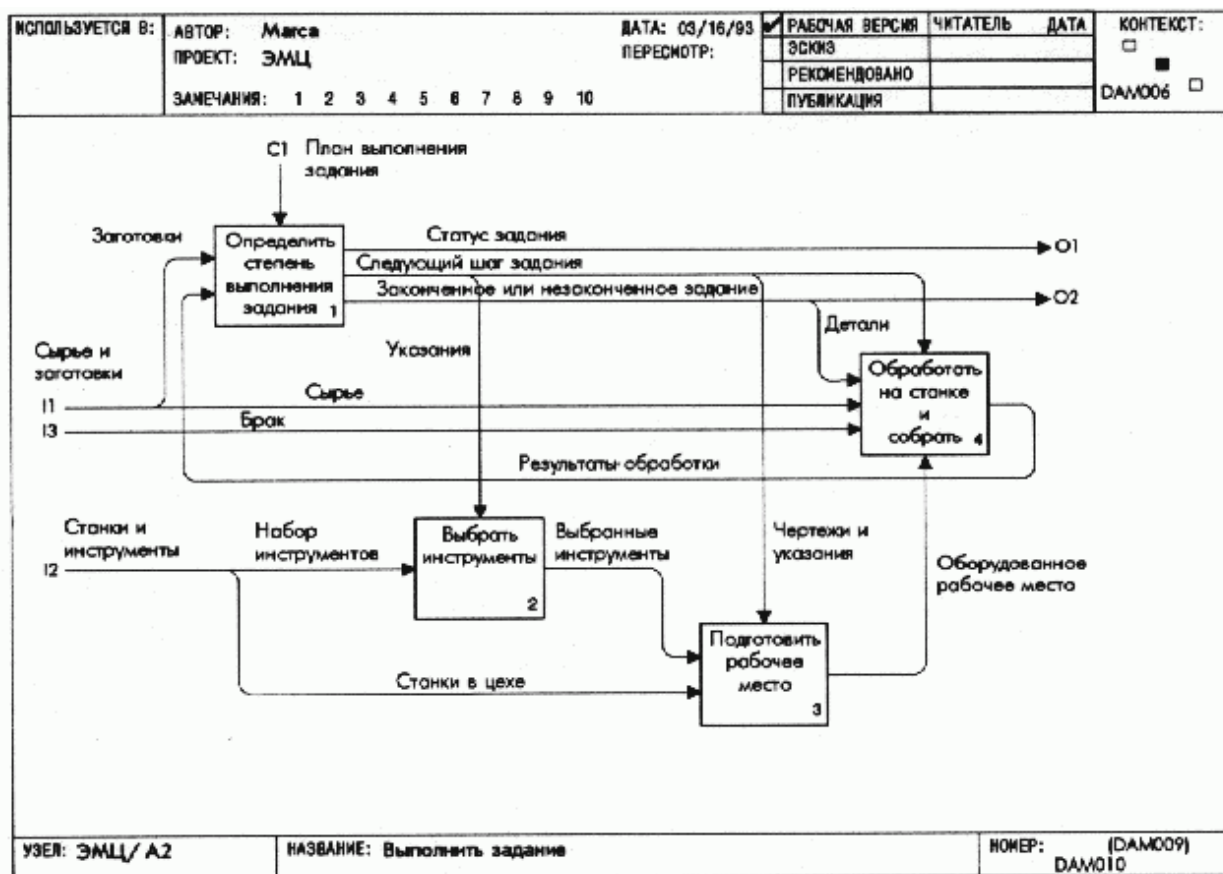 ИСПОЛЬЗУЕТСЯ В:
АВТОР: Marca
ПРОЕКТ: ЭМЦ
ЗАМЕЧАНИЯ: 1 2 3 4 5 6 7 8 9 10
ДАТА: 03/16/93
ПЕРЕСМОТР:
РАБОЧАЯ ВЕРСИЯ
ЭСКИЗ
РЕКОМЕНДОВАНО
ПУБЛИКАЦИЯ
ЧИТАТЕЛЬ ДАТА
КОНТЕКСТ:
DAM006
C1 План выполнения
задания
Заготовки
Определить
степень
выполнения
задания 1
Статус задания
O1
Следующий шаг задания
Законченное или незаконченное задание
O2
Детали
Указания
Сырье и
заготовки
I1
Сырье
I3
Брак
Обработать
на станке
и
собрать 4
Результаты обработки
Станки и
инструменты
I2
Набор
инструментов
Выбрать
инструменты
2
Выбранные
инструменты
Чертежи и
указания
Оборудованное
рабочее место
Подготовить
рабочее
место
3
Станки в цехе
УЗЕЛ: ЭМЦ/ A2
НАЗВАНИЕ: Выполнить задание
НОМЕР: (DAM009)
DAM010